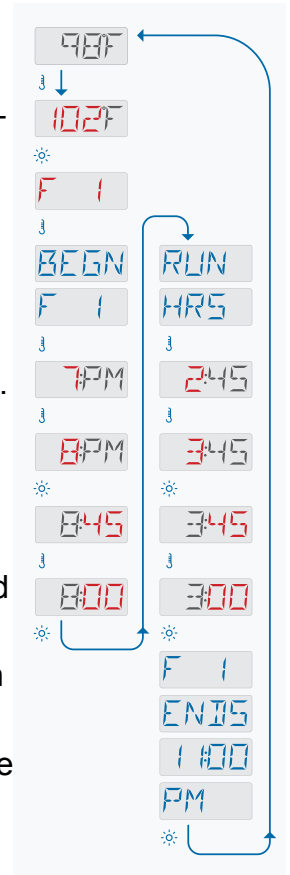 98F
102F
F 1
BEGN
F 1
7:PM
8:PM
8:45
8:00
RUN
HRS
2:45
3:45
3:45
3:00
F 1
ENDS
11:00
PM